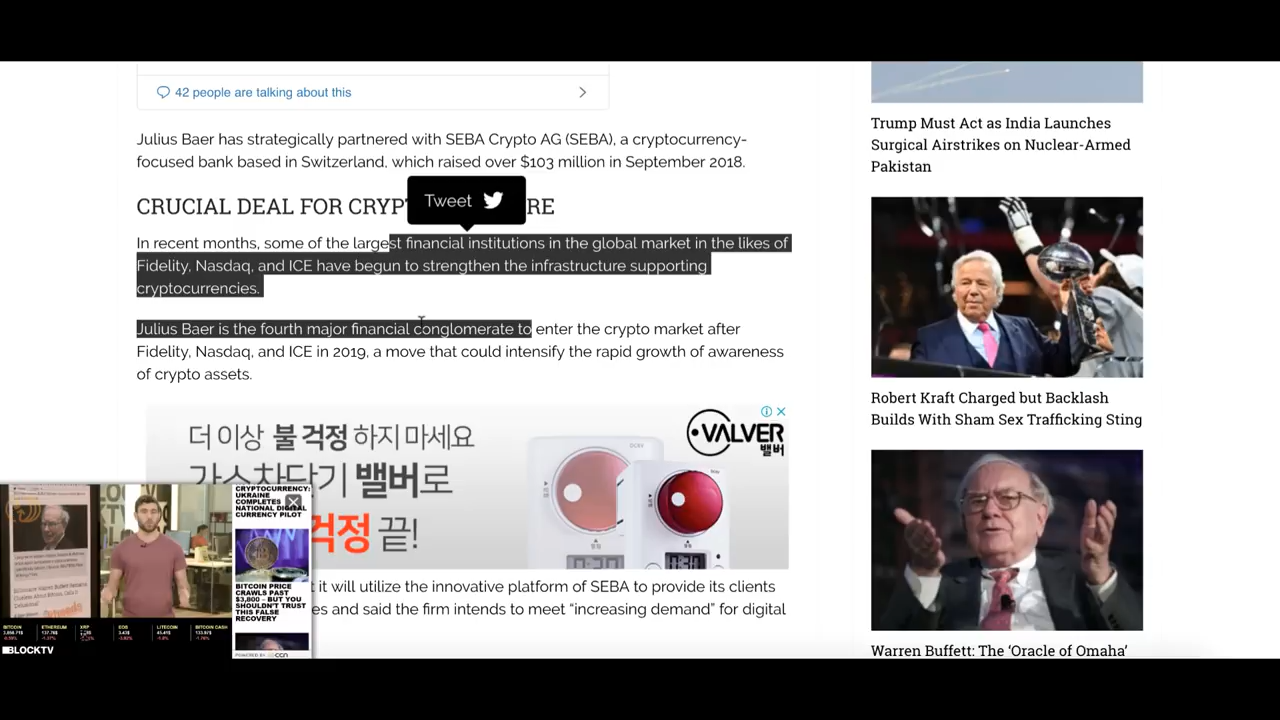 42 people are talking about this
Julius Baer has strategically partnered with SEBA Crypto AG (SEBA), a cryptocurrency-
focused bank based in Switzerland, which raised over $103 million in September 2018.
Tweet
CRUCIAL DEAL FOR CRYP RE
In recent months, some of the largest financial institutions in the global market in the likes of
Fidelity, Nasdaq, and ICE have begun to strengthen the infrastructure supporting
cryptocurrencies.
Julius Baer is the fourth major financial conglomerate to enter the crypto market after
Fidelity, Nasdaq, and ICE in 2019, a move that could intensify the rapid growth of awareness
of crypto assets.
더 이상 불 걱정 하지 마세요
가스차단기 밸버로
걱정 끝!
VALVER
밸버
it will utilize the innovative platform of SEBA to provide its clients
es and said the firm intends to meet “increasing demand” for digital
CRYPTOCURRENCY:
UKRAINE
COMPLETES
NATIONAL DIGITAL
CURRENCY PILOT
BITCOIN PRICE
CRAWLS PAST
$3,800 – BUT YOU
SHOULDN'T TRUST
THIS FALSE
RECOVERY
POWERED BY CCN
BITCOIN
ETHEREUM
XRP
EOS
LITECOIN
BITCOIN CASH
BLOCKTV
Trump Must Act as India Launches
Surgical Airstrikes on Nuclear-Armed
Pakistan
Robert Kraft Charged but Backlash
Builds With Sham Sex Trafficking Sting
Warren Buffett: The ‘Oracle of Omaha’